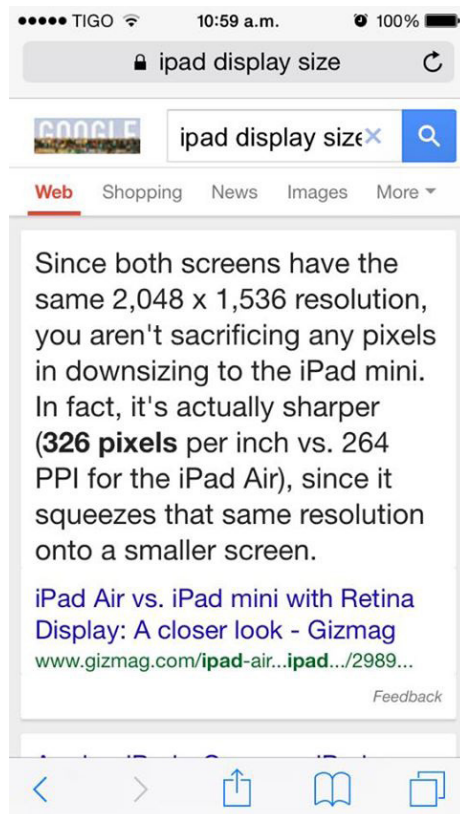 TIGO 10:59 a.m. 100%
ipad display size
GOOGLE
ipad display size
Web Shopping News Images More
Since both screens have the
same 2,048 x 1,536 resolution,
you aren't sacrificing any pixels
in downsizing to the iPad mini.
In fact, it's actually sharper
(326 pixels per inch vs. 264
PPI for the iPad Air), since it
squeezes that same resolution
onto a smaller screen.
iPad Air vs. iPad mini with Retina
Display: A closer look - Gizmag
www.gizmag.com/ipad-air...ipad.../2989...
Feedback